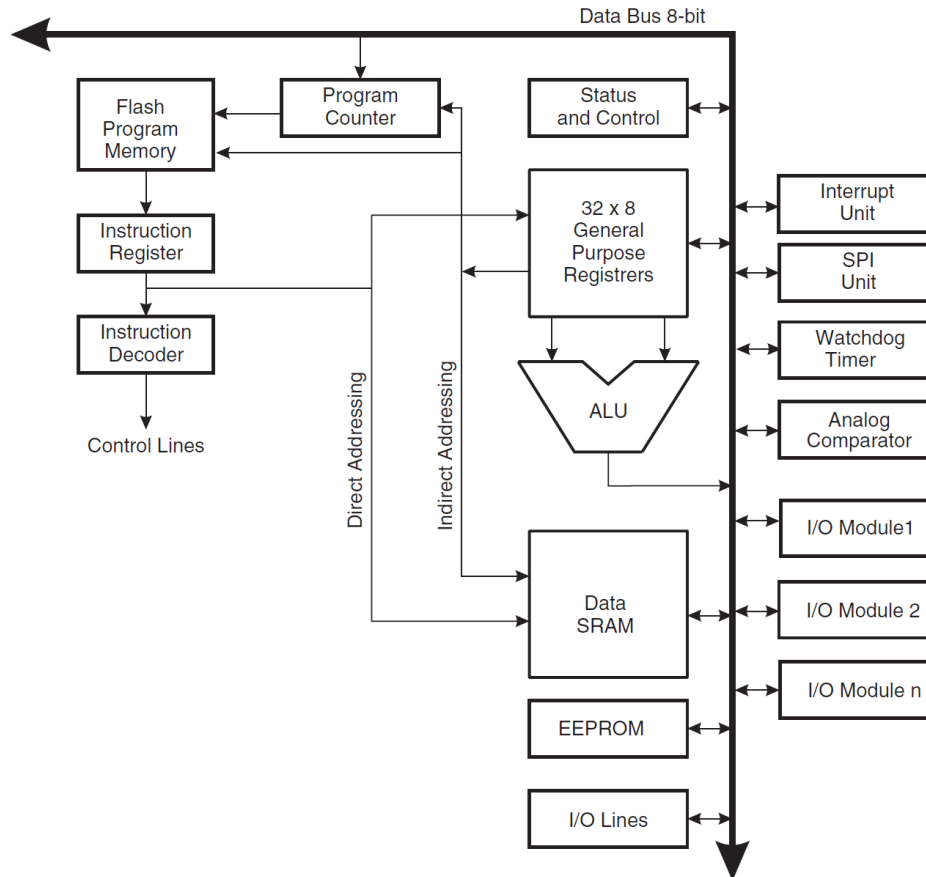 Data Bus 8-bit
Flash
Program
Memory
Program
Counter
Status
and Control
Interrupt
Unit
32 x 8
General
Purpose
Registrers
Instruction
Register
SPI
Unit
Instruction
Decoder
Watchdog
Timer
Direct Addressing
Indirect Addressing
ALU
Analog
Comparator
Control Lines
I/O Module1
Data
SRAM
I/O Module 2
I/O Module n
EEPROM
I/O Lines